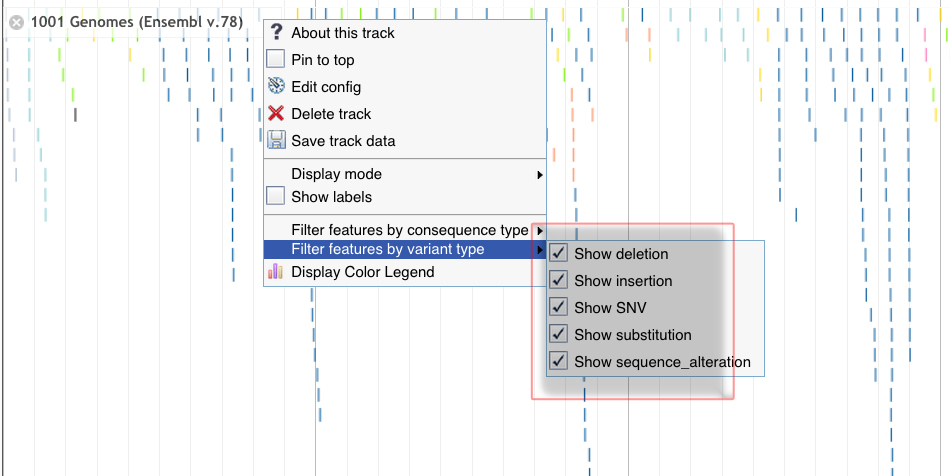 1001 Genomes (Ensembl v.78)
? About this track
Pin to top
Edit config
Delete track
Save track data
Display mode
Show labels
Filter features by consequence type
Filter features by variant type
Display Color Legend
Show deletion
Show insertion
Show SNV
Show substitution
Show sequence_alteration